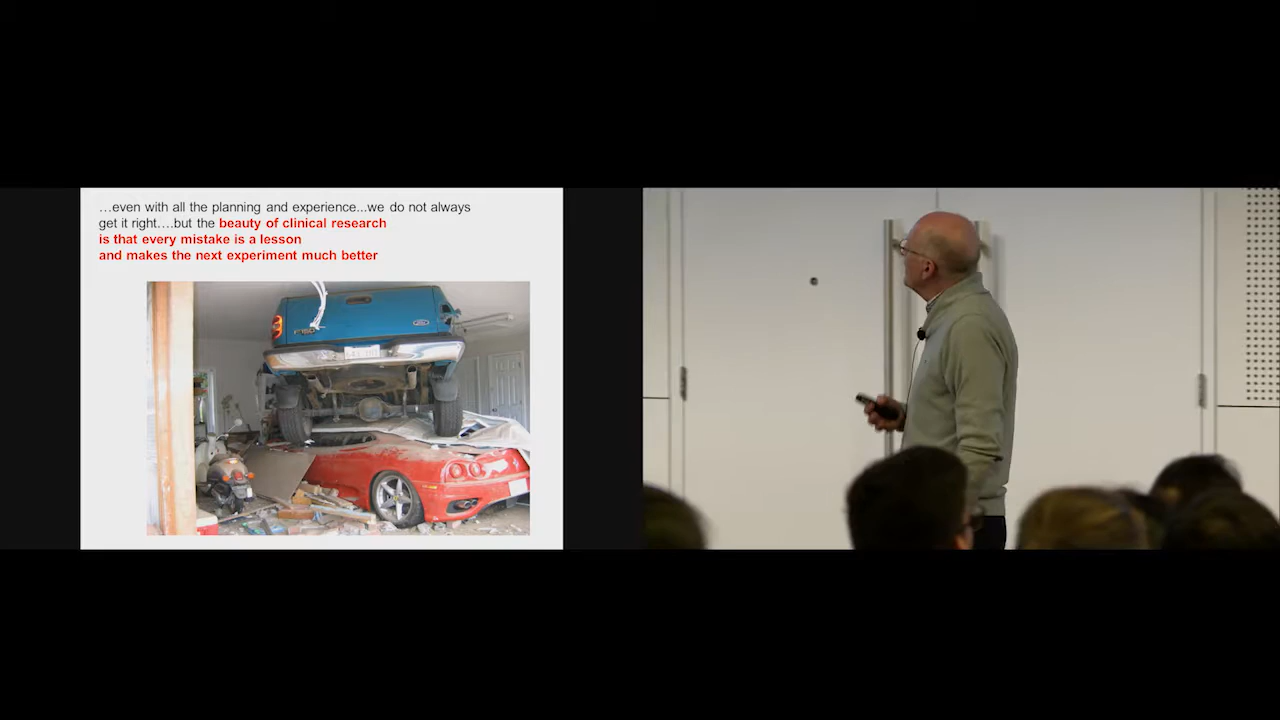 …even with all the planning and experience...we do not always
get it right….but the beauty of clinical research
is that every mistake is a lesson
and makes the next experiment much better